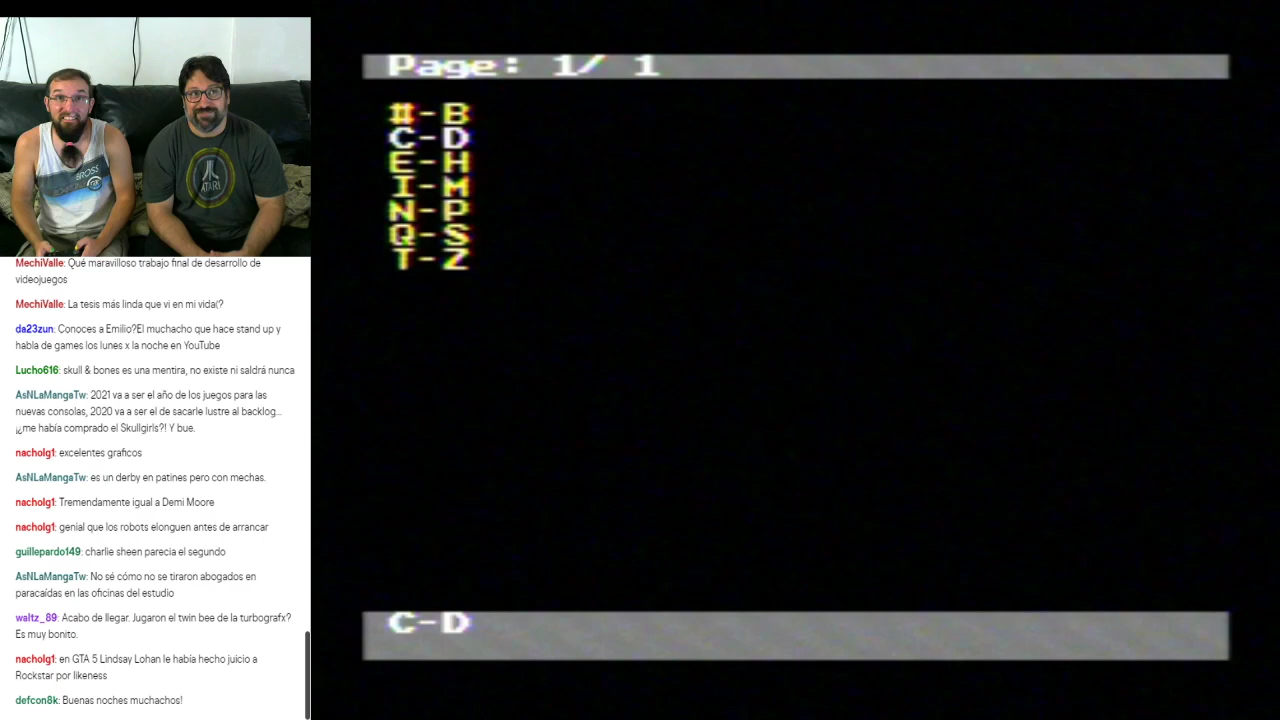 BROSS
ATARI
MechiValle: Qué maravilloso trabajo final de desarrollo de
videojuegos
MechiValle: La tesis más linda que vi en mi vida(?
da23zun: Conoces a Emilio?El muchacho que hace stand up y
habla de games los lunes x la noche en YouTube
Lucho616: skull & bones es una mentira, no existe ni saldrá nunca
AsNLaMangaTw: 2021 va a ser el año de los juegos para las
nuevas consolas, 2020 va a ser el de sacarle lustre al backlog...
¡¿me había comprado el Skullgirls?! Y bue.
nacholg1: excelentes graficos
AsNLaMangaTw: es un derby en patines pero con mechas.
nacholg1: Tremendamente igual a Demi Moore
nacholg1: genial que los robots elonguen antes de arrancar
guillepardo149: charlie sheen parecia el segundo
AsNLaMangaTw: No sé cómo no se tiraron abogados en
paracaídas en las oficinas del estudio
waltz_89: Acabo de llegar. Jugaron el twin bee de la turbografx?
Es muy bonito.
nacholg1: en GTA 5 Lindsay Lohan le había hecho juicio a
Rockstar por likeness
defcon8k: Buenas noches muchachos!
Page: 1/ 1
#-B
C-D
E-H
I-M
N-P
Q-S
T-Z
C-D